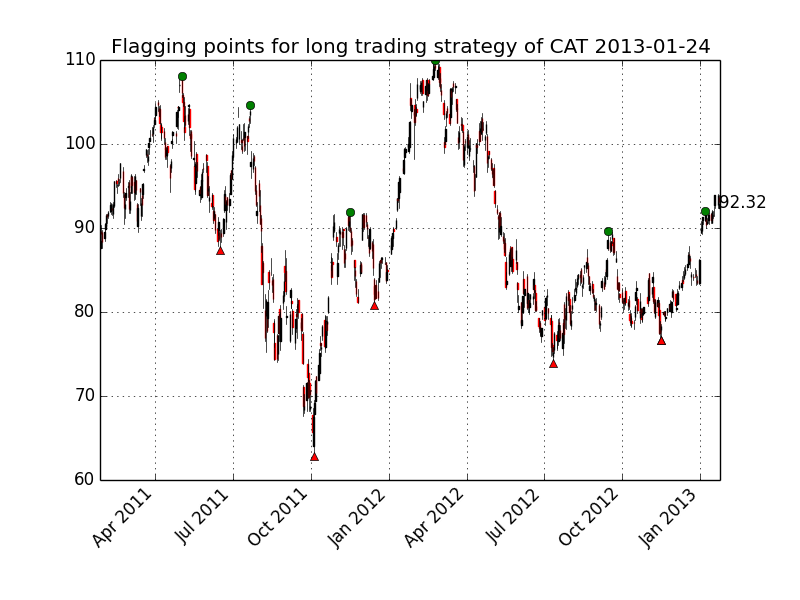 Flagging points for long trading strategy of CAT 2013-01-24
110
100
90
80
70
60
92.32
Apr 2011
Jul 2011
Oct 2011
Jan 2012
Apr 2012
Jul 2012
Oct 2012
Jan 2013